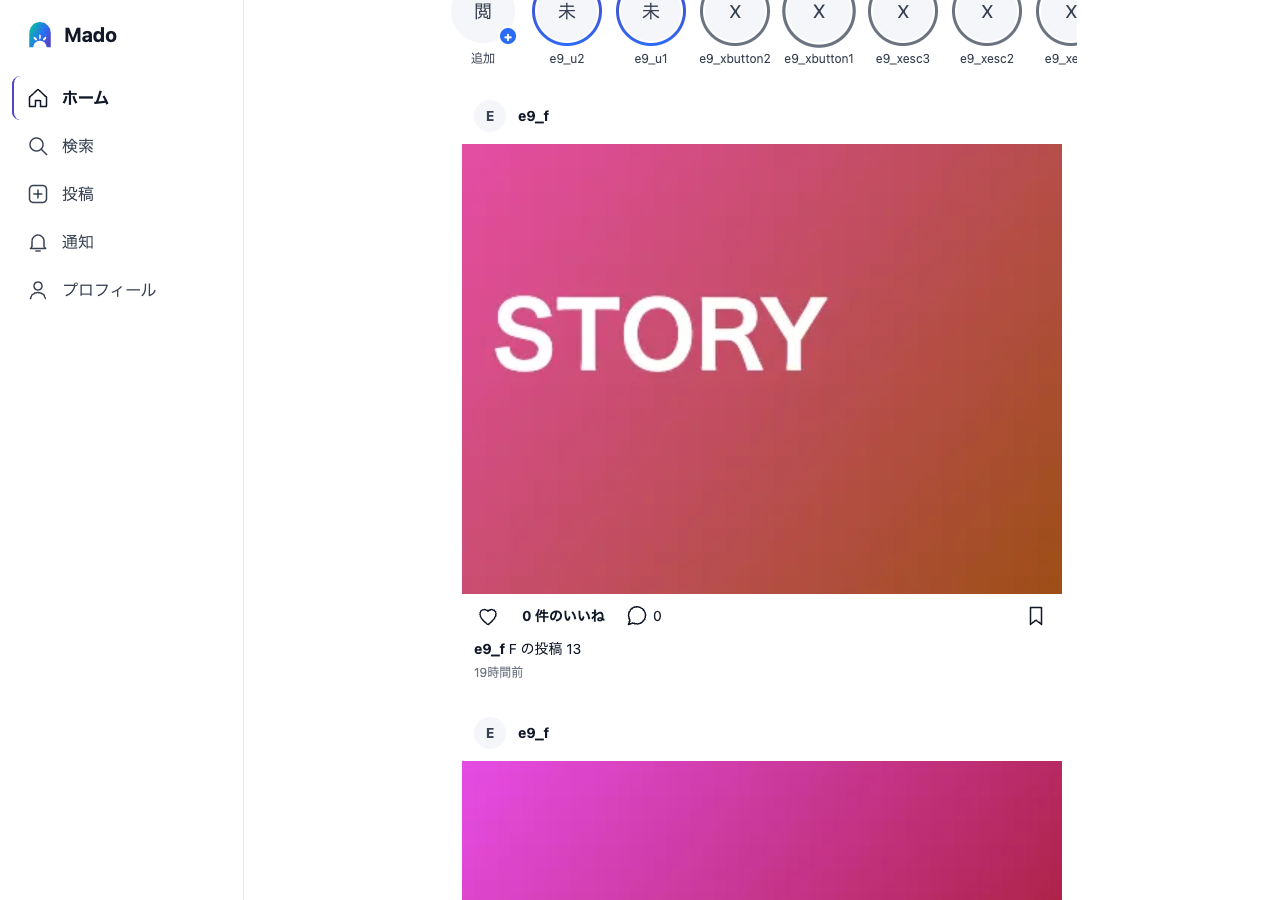 Mado
ホーム
検索
投稿
通知
プロフィール
閲 未 未 X X X X X
追加 e9_u2 e9_u1 e9_xbutton2 e9_xbutton1 e9_xesc3 e9_xesc2 e9_xe
E e9_f
STORY
0 件のいいね 0
e9_f F の投稿 13
19時間前
E e9_f